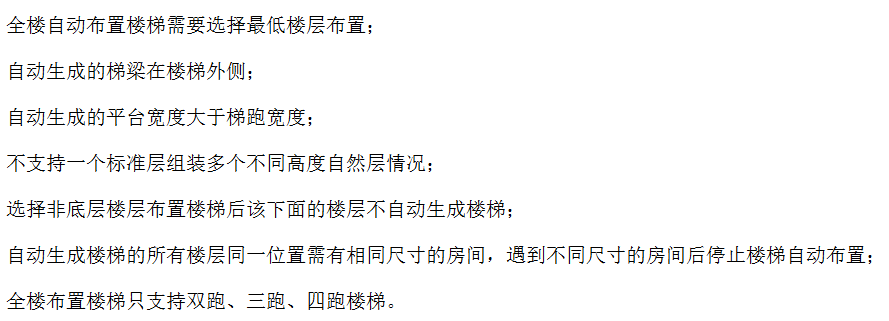 全楼自动布置楼梯需要选择最低楼层布置；
自动生成的梯梁在楼梯外侧；
自动生成的平台宽度大于梯跑宽度；
不支持一个标准层组装多个不同高度自然层情况；
选择非底层楼层布置楼梯后该下面的楼层不自动生成楼梯；
自动生成楼梯的所有楼层同一位置需有相同尺寸的房间，遇到不同尺寸的房间后停止楼梯自动布置；
全楼布置楼梯只支持双跑、三跑、四跑楼梯。